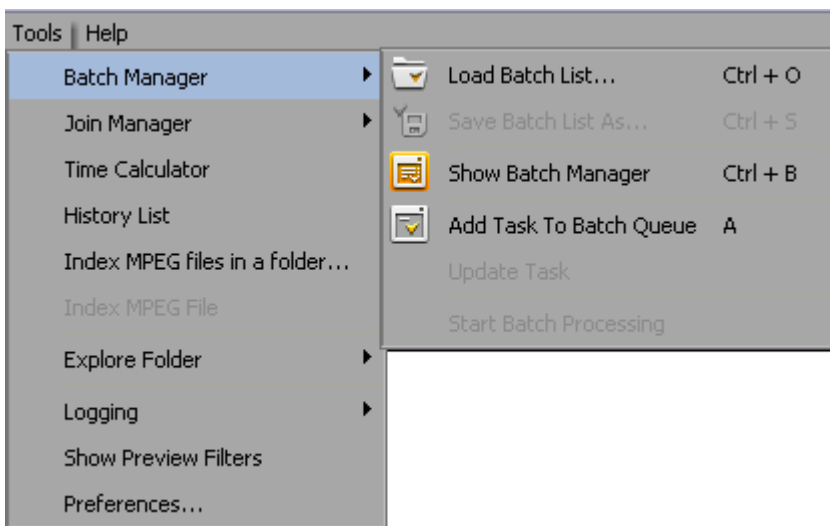 Tools Help
Batch Manager
Join Manager
Time Calculator
History List
Index MPEG files in a folder...
Index MPEG File
Explore Folder
Logging
Show Preview Filters
Preferences...
Load Batch List... Ctrl + O
Save Batch List As... Ctrl + S
Show Batch Manager Ctrl + B
Add Task To Batch Queue A
Update Task
Start Batch Processing